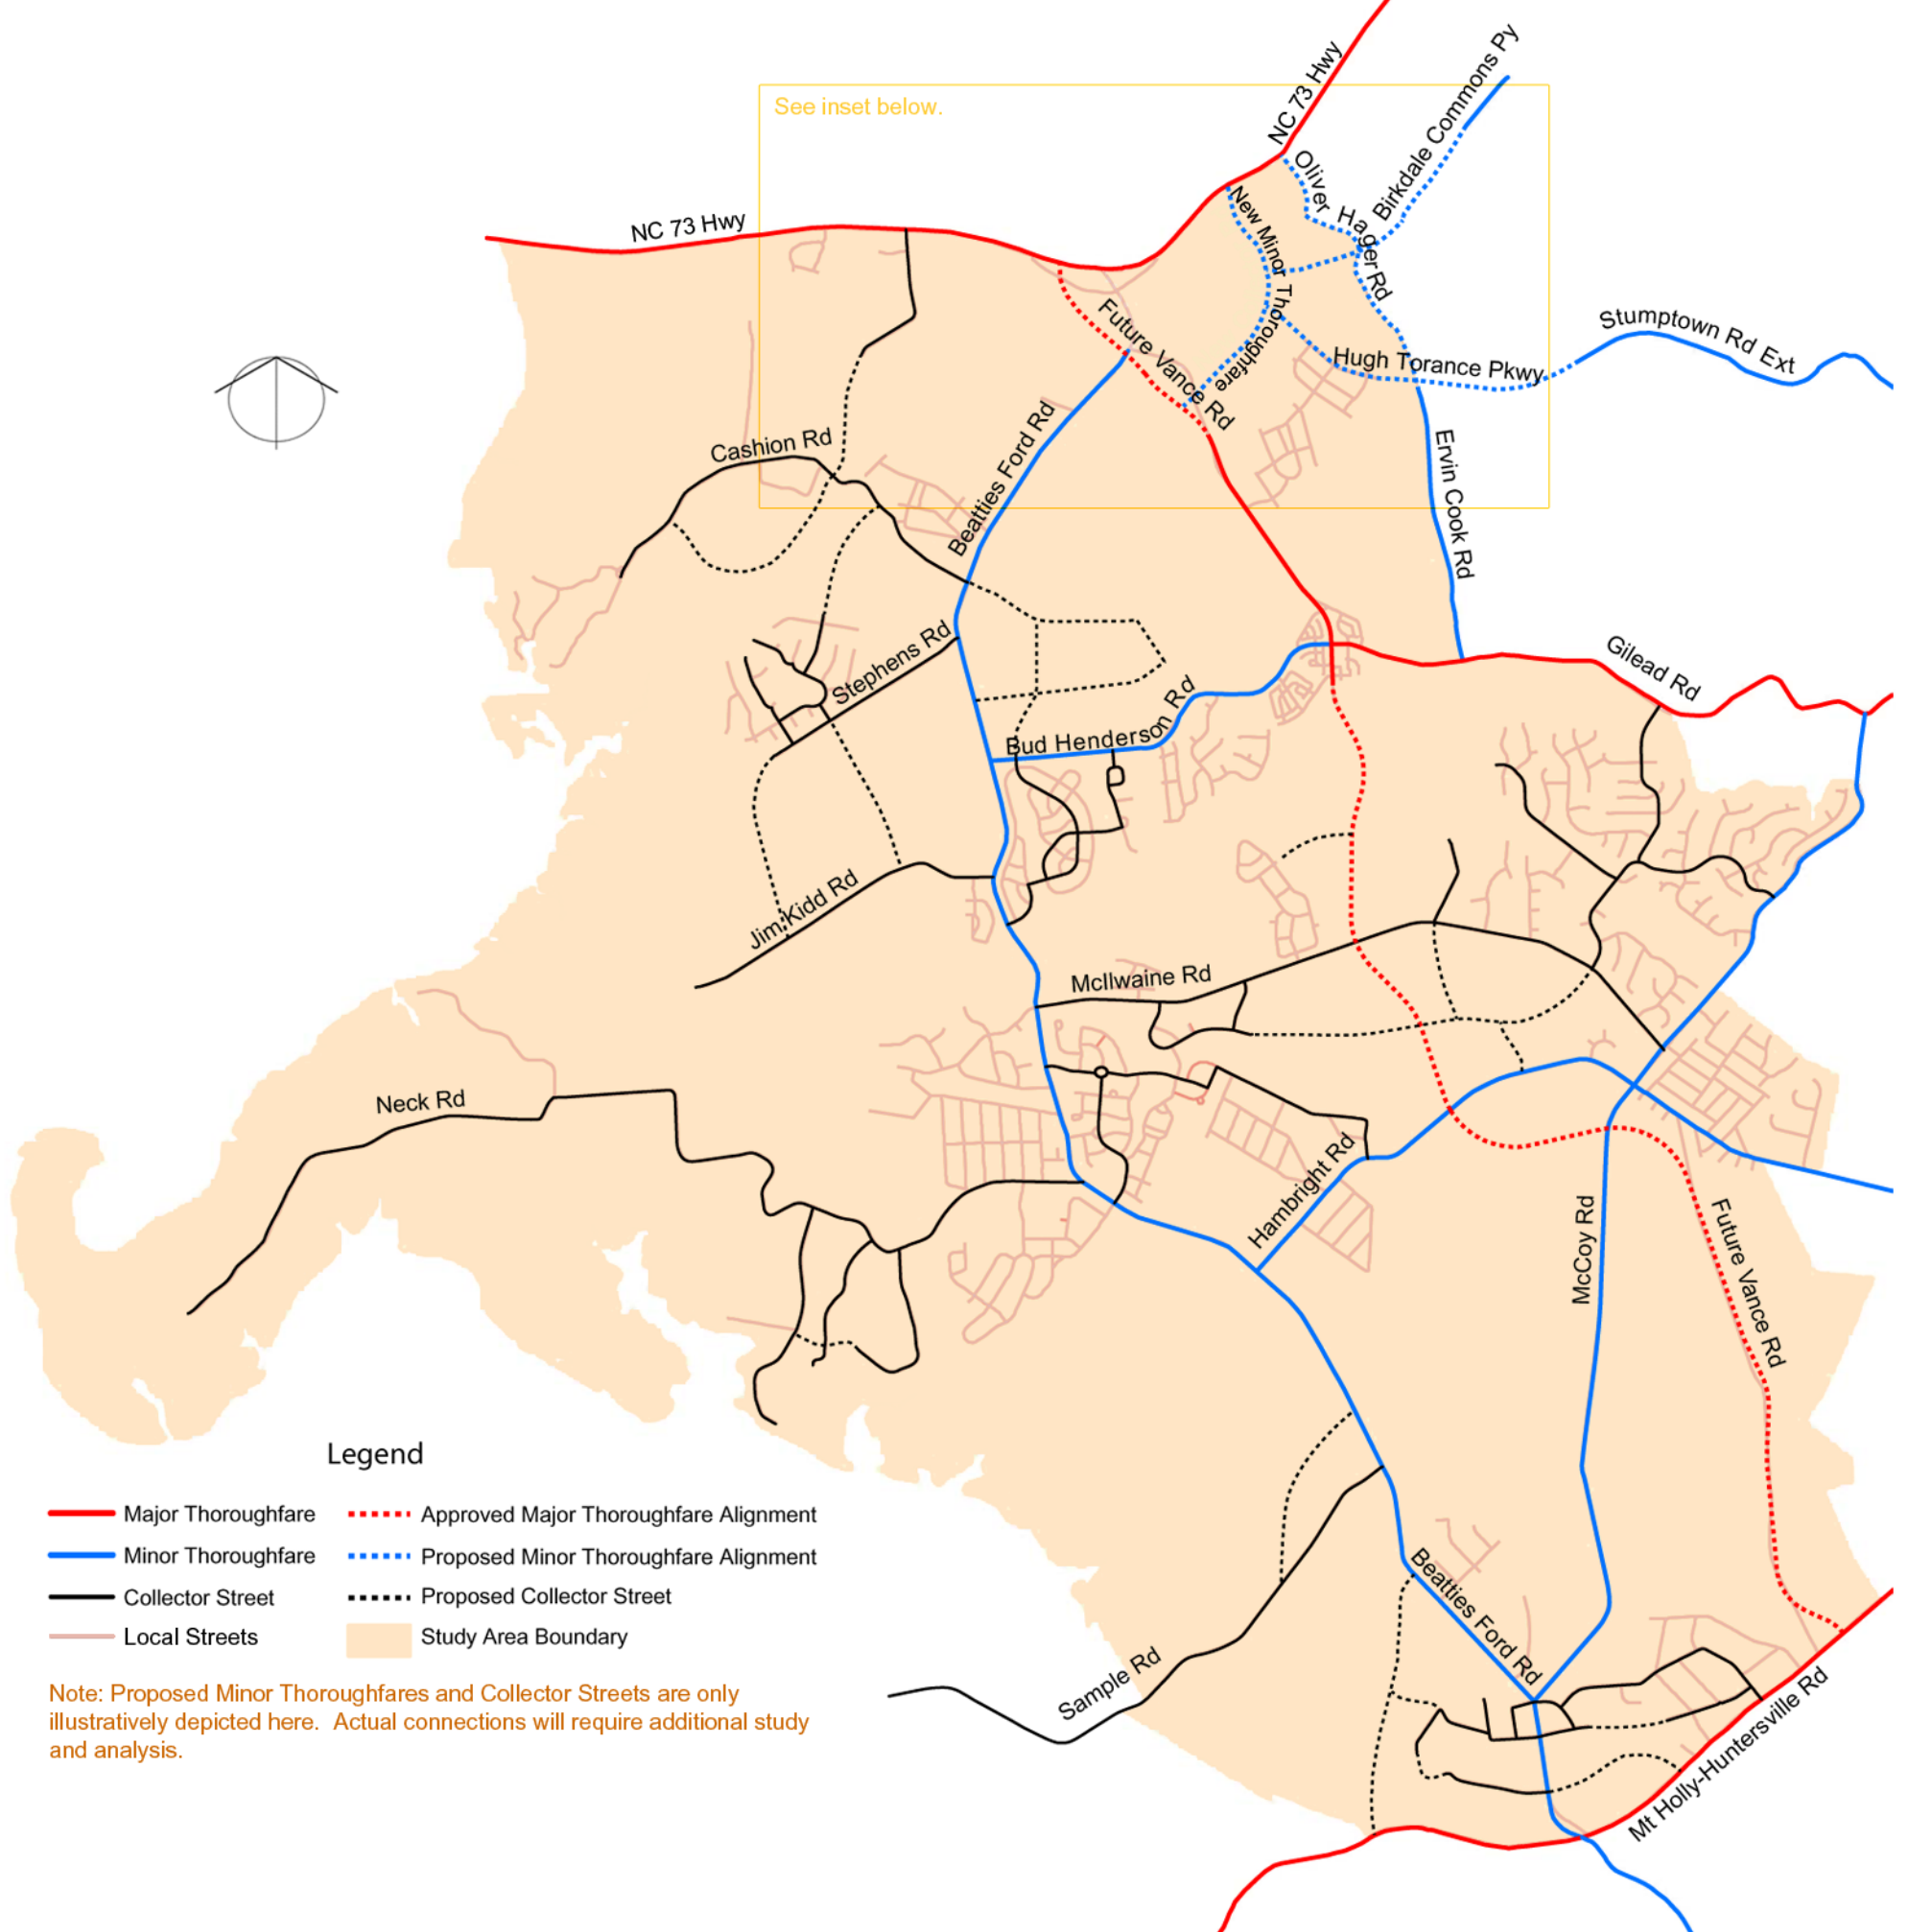 NC 73 Hwy
Birkdale Commons Py
See inset below.
Oliver Hager Rd
NC 73 Hwy
New Minor Thoroughfare
Future Vance Rd
Stumptown Rd Ext
Hugh Torance Pkwy
Cashion Rd
Beatties Ford Rd
Ervin Cook Rd
Stephens Rd
Gilead Rd
Bud Henderson Rd
Jim Kidd Rd
McIlwaine Rd
Neck Rd
Hambright Rd
McCoy Rd
Future Vance Rd
Legend
Major Thoroughfare
Approved Major Thoroughfare Alignment
Minor Thoroughfare
Proposed Minor Thoroughfare Alignment
Collector Street
Proposed Collector Street
Local Streets
Study Area Boundary
Beatties Ford Rd
Sample Rd
Mt Holly-Huntersville Rd
Note: Proposed Minor Thoroughfares and Collector Streets are only
illustratively depicted here.  Actual connections will require additional study
and analysis.